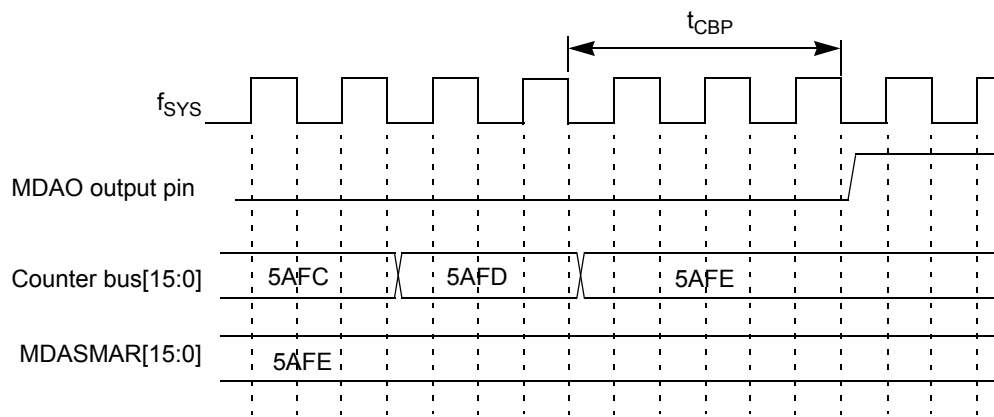 tCBP
fSYS
MDAO output pin
Counter bus[15:0] 5AFC 5AFD 5AFE
MDASMAR[15:0] 5AFE